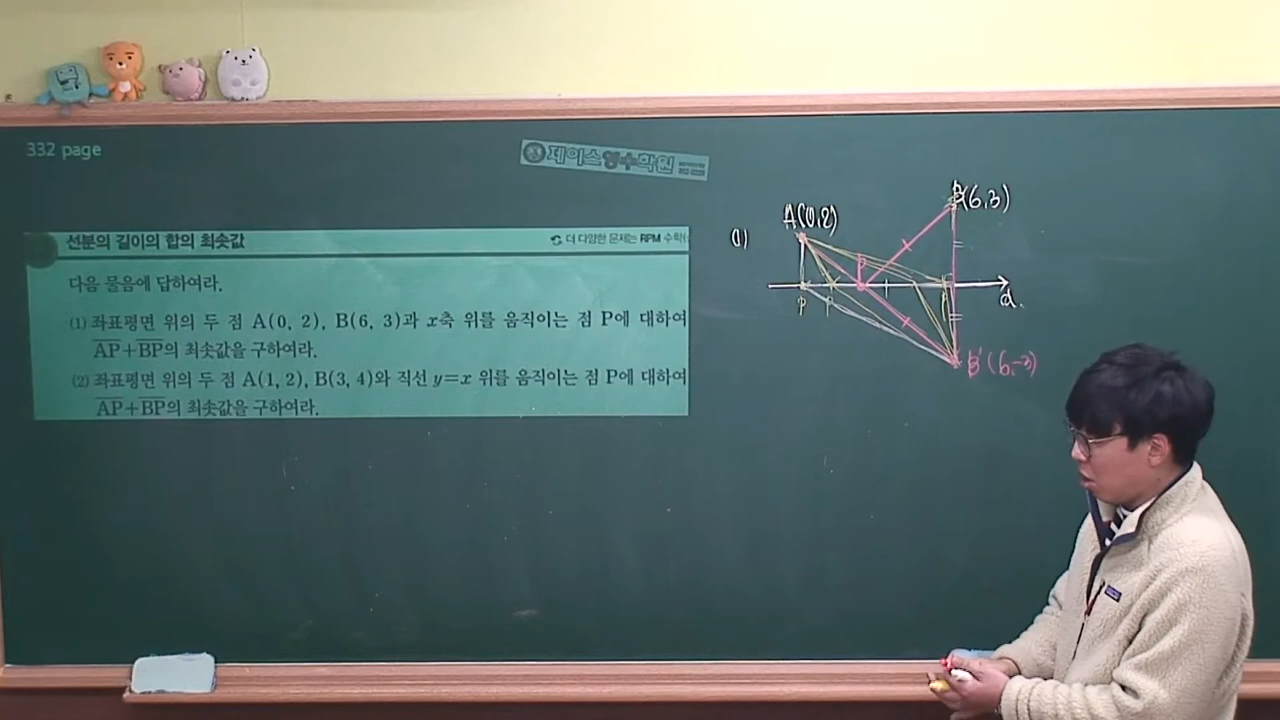 332 page
제이스영수학원
선분의 길이의 합의 최솟값
더 다양한 문제는 RPM 수학(
다음 물음에 답하여라.
(1) 좌표평면 위의 두 점 A(0, 2), B(6, 3)과 x축 위를 움직이는 점 P에 대하여
AP+BP의 최솟값을 구하여라.
(2) 좌표평면 위의 두 점 A(1, 2), B(3, 4)와 직선 y=x 위를 움직이는 점 P에 대하여
AP+BP의 최솟값을 구하여라.
(1)
A(0,2)
B(6,3)
P
P
P
x.
B'(6,-3)